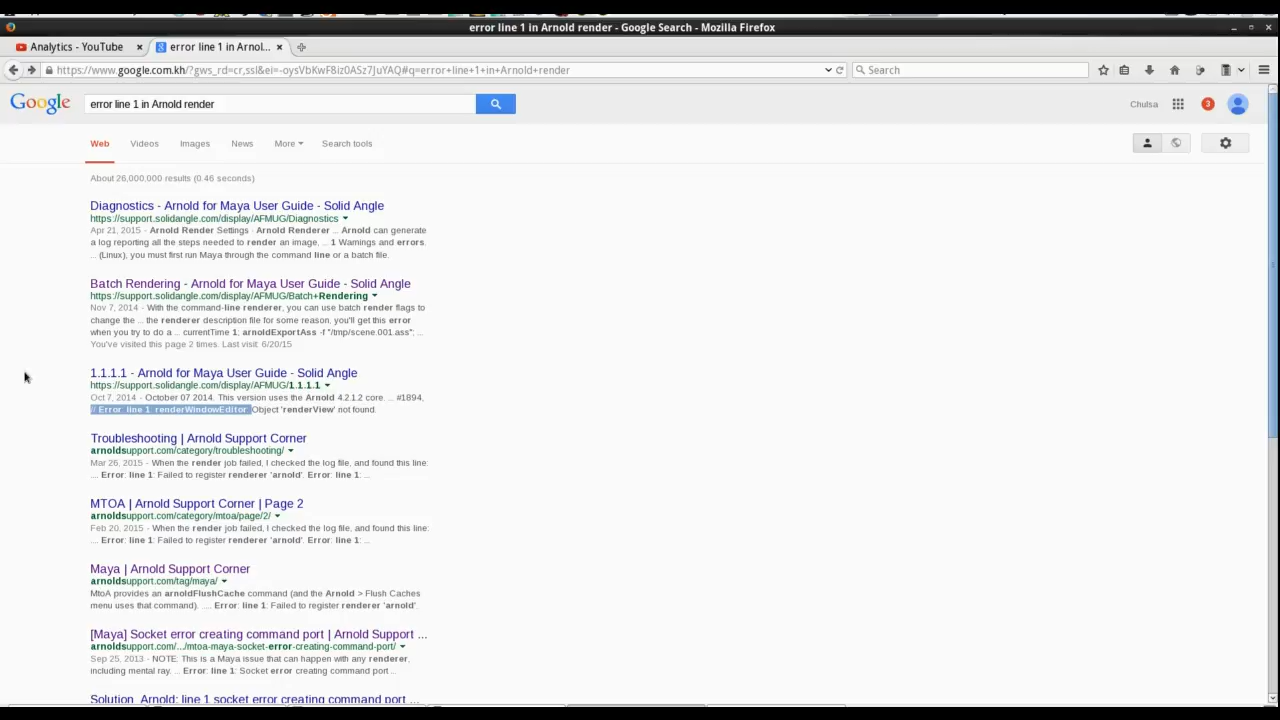 error line 1 in Arnold render - Google Search - Mozilla Firefox
Analytics - YouTube × error line 1 in Arnol... ×
https://www.google.com.kh/?gws_rd=cr,ssl&ei=-oysVbKwF8iz0ASz7JuYAQ#q=error+line+1+in+Arnold+render Search
Google error line 1 in Arnold render Chulsa 3
Web Videos Images News More Search tools
About 26,000,000 results (0.46 seconds)
Diagnostics - Arnold for Maya User Guide - Solid Angle
https://support.solidangle.com/display/AFMUG/Diagnostics
Apr 21, 2015 - Arnold Render Settings · Arnold Renderer ... Arnold can generate
a log reporting all the steps needed to render an image, ... 1 Warnings and errors.
... (Linux), you must first run Maya through the command line or a batch file.
Batch Rendering - Arnold for Maya User Guide - Solid Angle
https://support.solidangle.com/display/AFMUG/Batch+Rendering
Nov 7, 2014 - With the command-line renderer, you can use batch render flags to
change the ... the renderer description file for some reason, you'll get this error
when you try to do a ... currentTime 1; arnoldExportAss -f "/tmp/scene.001.ass"; ...
You've visited this page 2 times. Last visit: 6/20/15
1.1.1.1 - Arnold for Maya User Guide - Solid Angle
https://support.solidangle.com/display/AFMUG/1.1.1.1
Oct 7, 2014 - October 07 2014. This version uses the Arnold 4.2.1.2 core. ... #1894,
// Error: line 1: renderWindowEditor: Object 'renderView' not found.
Troubleshooting | Arnold Support Corner
arnoldsupport.com/category/troubleshooting/
Mar 26, 2015 - When the render job failed, I checked the log file, and found this line:
.... Error: line 1: Failed to register renderer 'arnold'. Error: line 1: ...
MTOA | Arnold Support Corner | Page 2
arnoldsupport.com/category/mtoa/page/2/
Feb 20, 2015 - When the render job failed, I checked the log file, and found this line:
.... Error: line 1: Failed to register renderer 'arnold'. Error: line 1: ...
Maya | Arnold Support Corner
arnoldsupport.com/tag/maya/
MtoA provides an arnoldFlushCache command (and the Arnold > Flush Caches
menu uses that command). .... Error: line 1: Failed to register renderer 'arnold'.
[Maya] Socket error creating command port | Arnold Support ...
arnoldsupport.com/.../mtoa-maya-socket-error-creating-command-port/
Sep 25, 2013 - NOTE: This is a Maya issue that can happen with any renderer,
including mental ray. ... Error: line 1: Socket error creating command port ...
Solution Arnold: line 1 socket error creating command port ...